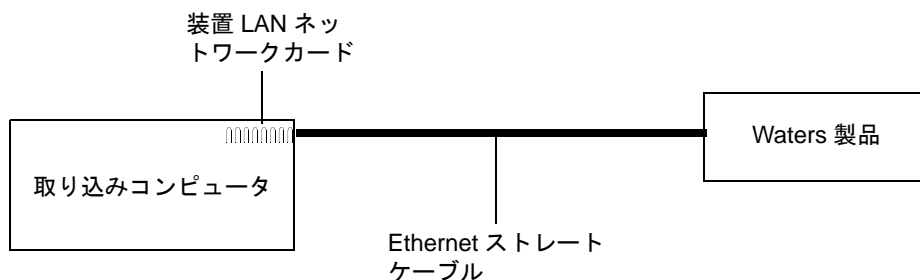 装置 LAN ネッ
トワークカード
取り込みコンピュータ
Waters 製品
Ethernet ストレート
ケーブル